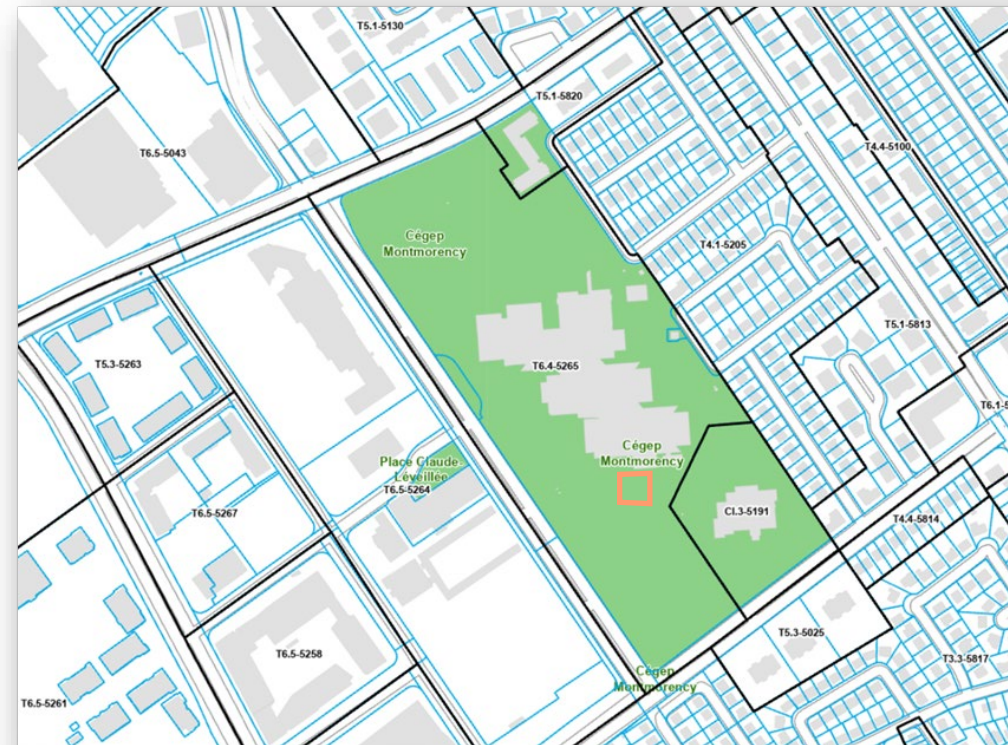 T5.1-5130
T5.1-5820
T6.5-5043
T4.4-5100
Cégep
Montmorency
T4.1-5205
T5.1-5813
T5.3-5263
T6.4-5265
Cégep
Montmorency
Place Claude-
Léveillée
T6.5-5264
T6.5-5267
CI.3-5191
T4.4-5814
T5.3-5025
T6.5-5258
T3.3-5817
Cégep
Montmorency
T6.5-5261